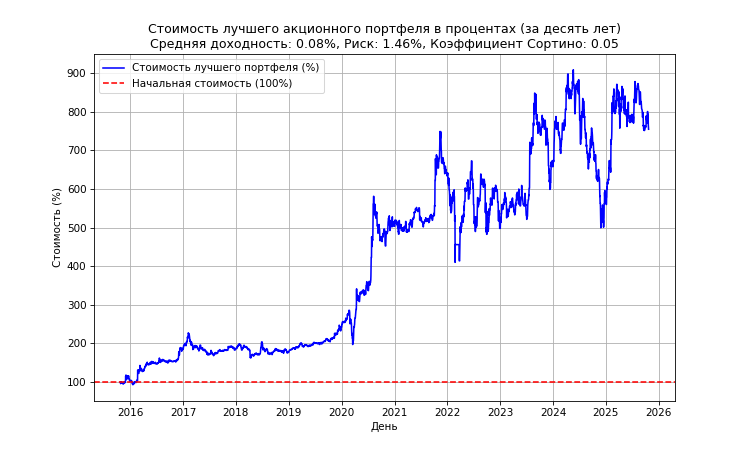 Стоимость лучшего акционного портфеля в процентах (за десять лет)
Средняя доходность: 0.08%, Риск: 1.46%, Коэффициент Сортино: 0.05
Стоимость лучшего портфеля (%)
Начальная стоимость (100%)
Стоимость (%)
900
800
700
600
500
400
300
200
100
2016 2017 2018 2019 2020 2021 2022 2023 2024 2025 2026
День